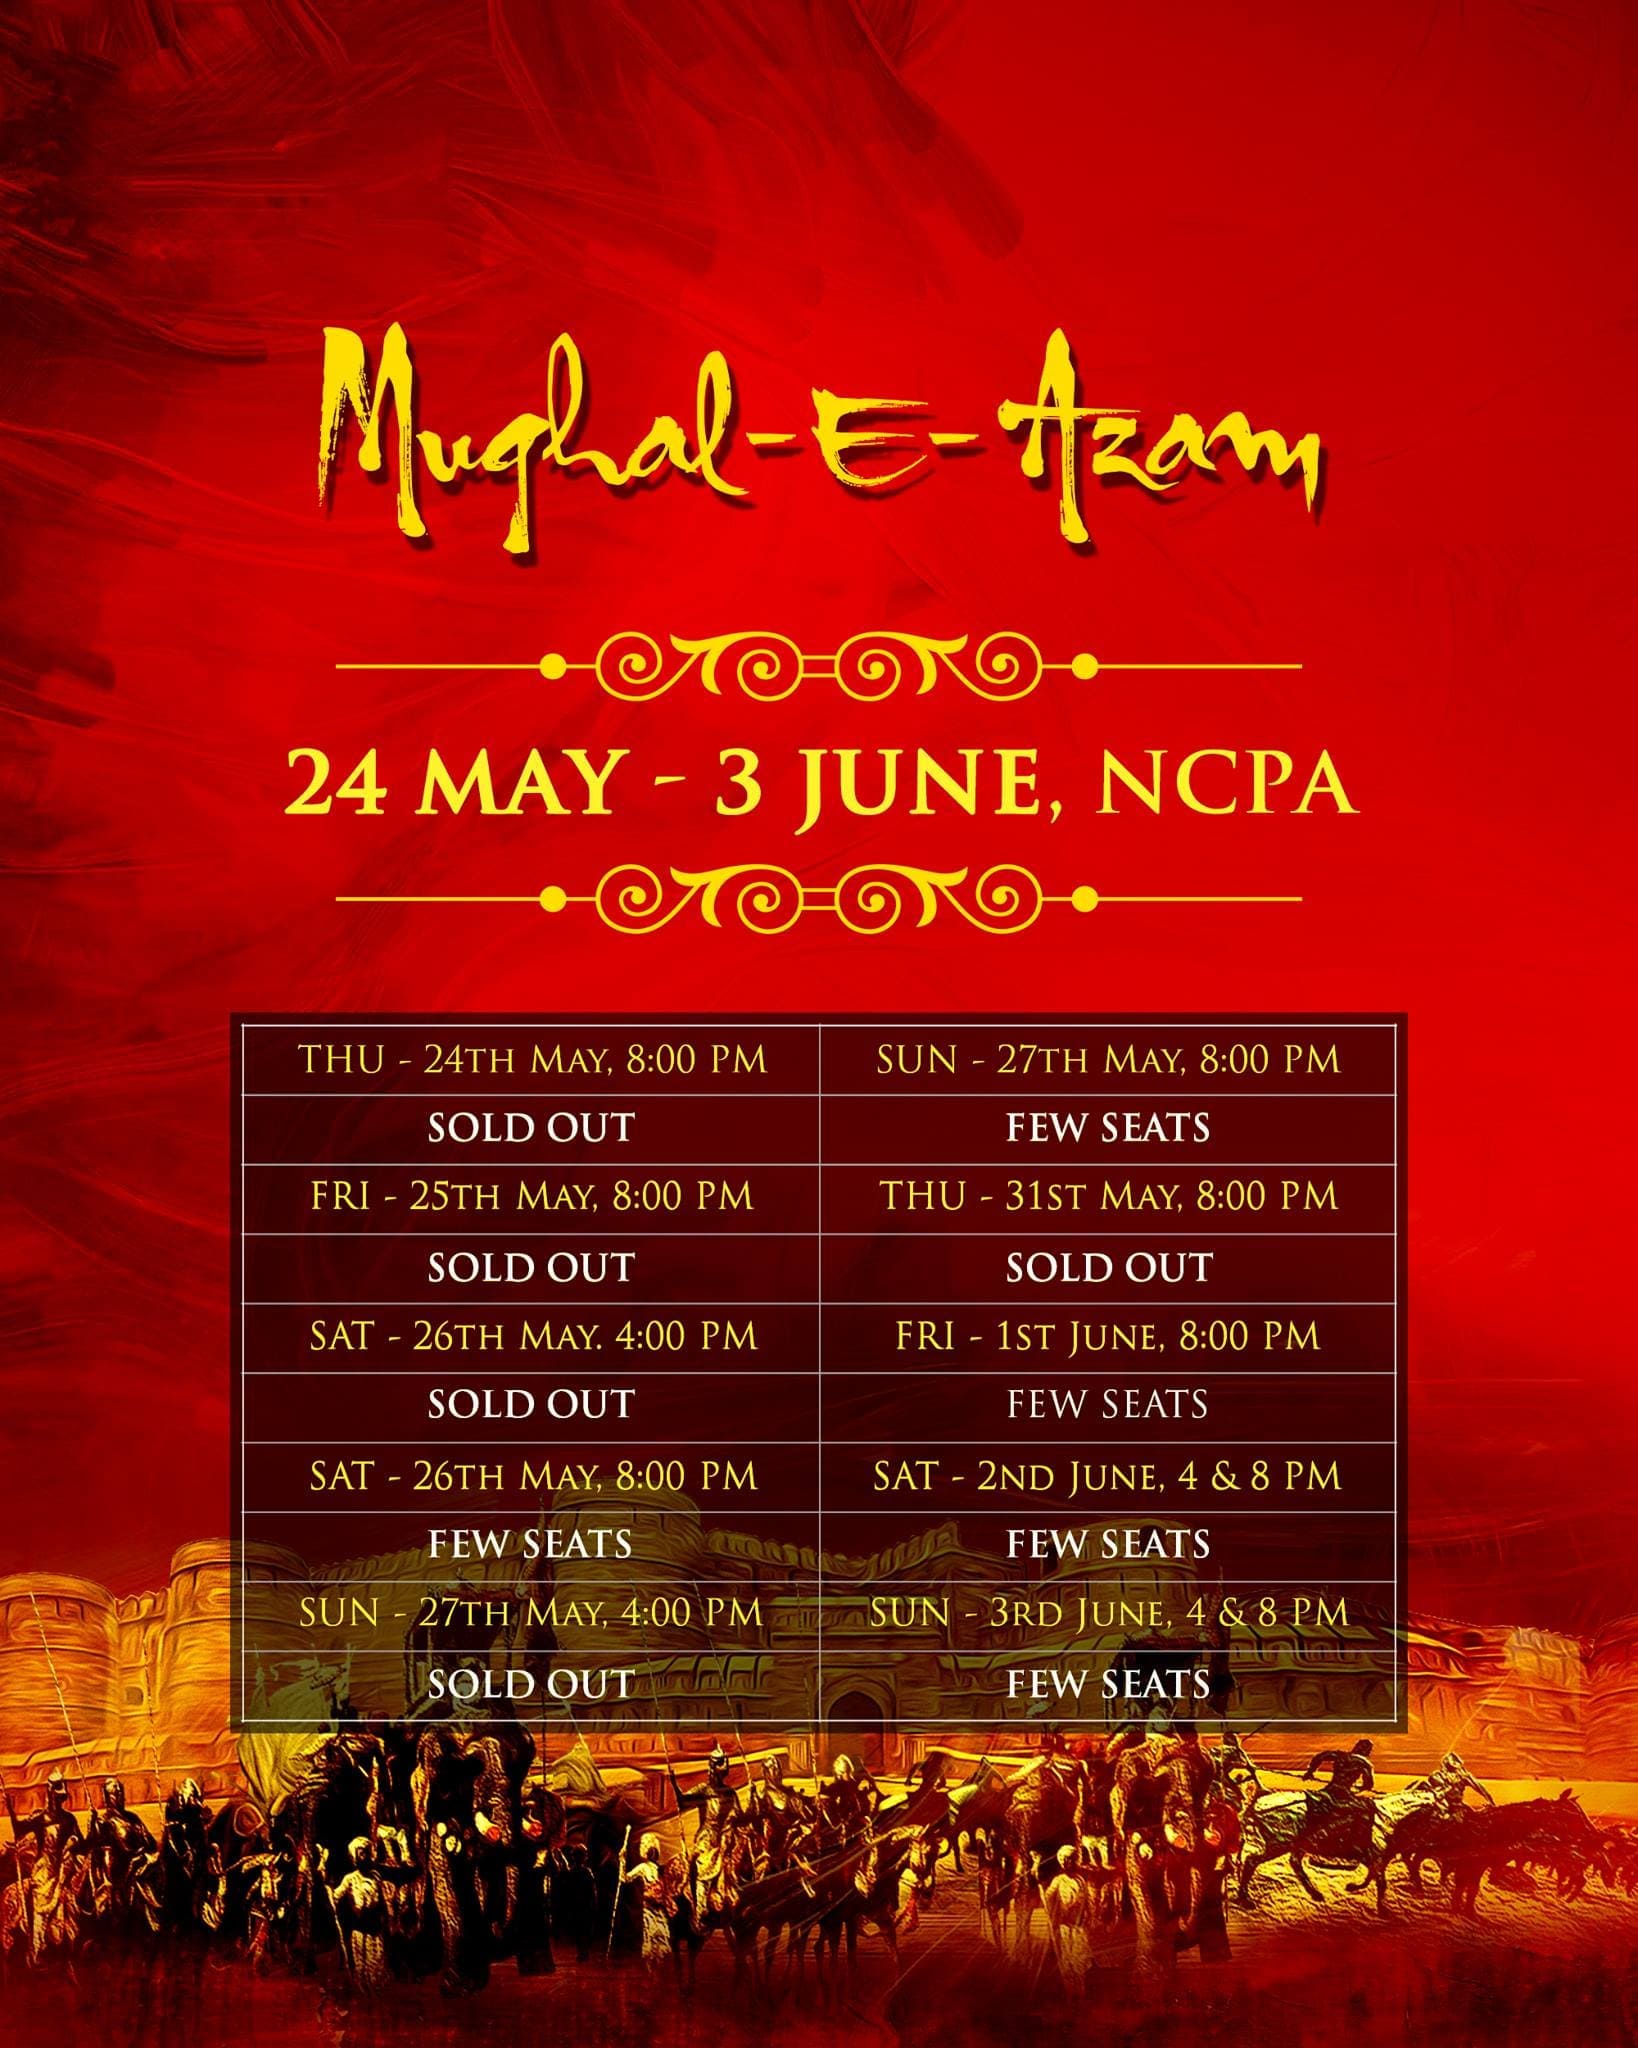 Mughal-E-Azam
24 MAY - 3 JUNE, NCPA
THU - 24TH MAY, 8:00 PM
SOLD OUT
FRI - 25TH MAY, 8:00 PM
SOLD OUT
SAT - 26TH MAY. 4:00 PM
SOLD OUT
SAT - 26TH MAY, 8:00 PM
FEW SEATS
SUN - 27TH MAY, 4:00 PM
SOLD OUT
SUN - 27TH MAY, 8:00 PM
FEW SEATS
THU - 31ST MAY, 8:00 PM
SOLD OUT
FRI - 1ST JUNE, 8:00 PM
FEW SEATS
SAT - 2ND JUNE, 4 & 8 PM
FEW SEATS
SUN - 3RD JUNE, 4 & 8 PM
FEW SEATS